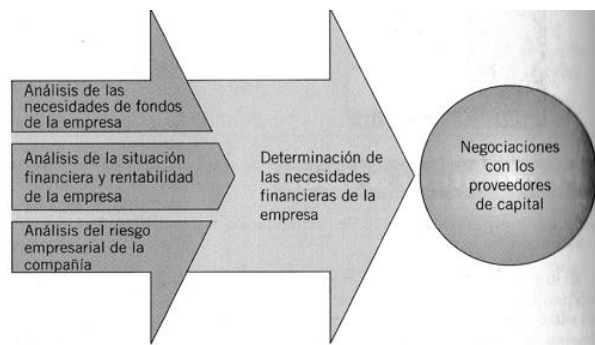 Análisis de las
necesidades de fondos
de la empresa
Análisis de la situación
financiera y rentabilidad
de la empresa
Análisis del riesgo
empresarial de la
compañía
Determinación de
las necesidades
financieras de la
empresa
Negociaciones
con los
proveedores
de capital